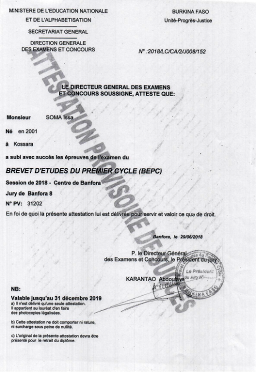 MINISTERE DE L'EDUCATION NATIONALE
ET DE L'ALPHABETISATION
SECRETARIAT GENERAL
DIRECTION GENERALE
DES EXAMENS ET CONCOURS
BURKINA FASO
Unité-Progrès-Justice
N° :2018/LC/CA/2/J008/152
LE DIRECTEUR GENERAL DES EXAMENS
ET CONCOURS SOUSSIGNE, ATTESTE QUE:
Monsieur SOMA
Né en 2001
à Kossara
a subi avec succès les épreuves de l'examen du
BREVET D'ETUDES DU PREMIER CYCLE (BEPC)
Session de 2018 - Centre de Banfora
Jury de Banfora 8
N° PV: 31202
En foi de quoi la présente attestation lui est délivrée pour servir et valoir ce que de droit.
Banfora, le 29/06/2018
P. le Directeur Général
des Examens et Concours, le Président du jury
KARANTAO
NB:
Valable jusqu'au 31 décembre 2019
a) Il n'est délivré qu'une seule attestation
Il appartient au lauréat d'en faire
des photocopies légalisées.
b) Cette attestation ne doit comporter ni rature,
ni surcharge sous peine de nullité.
c) L'original de la présente attestation devra être
présenté pour le retrait du diplôme
ATTESTATION PROVISOIRE DE SUCCES